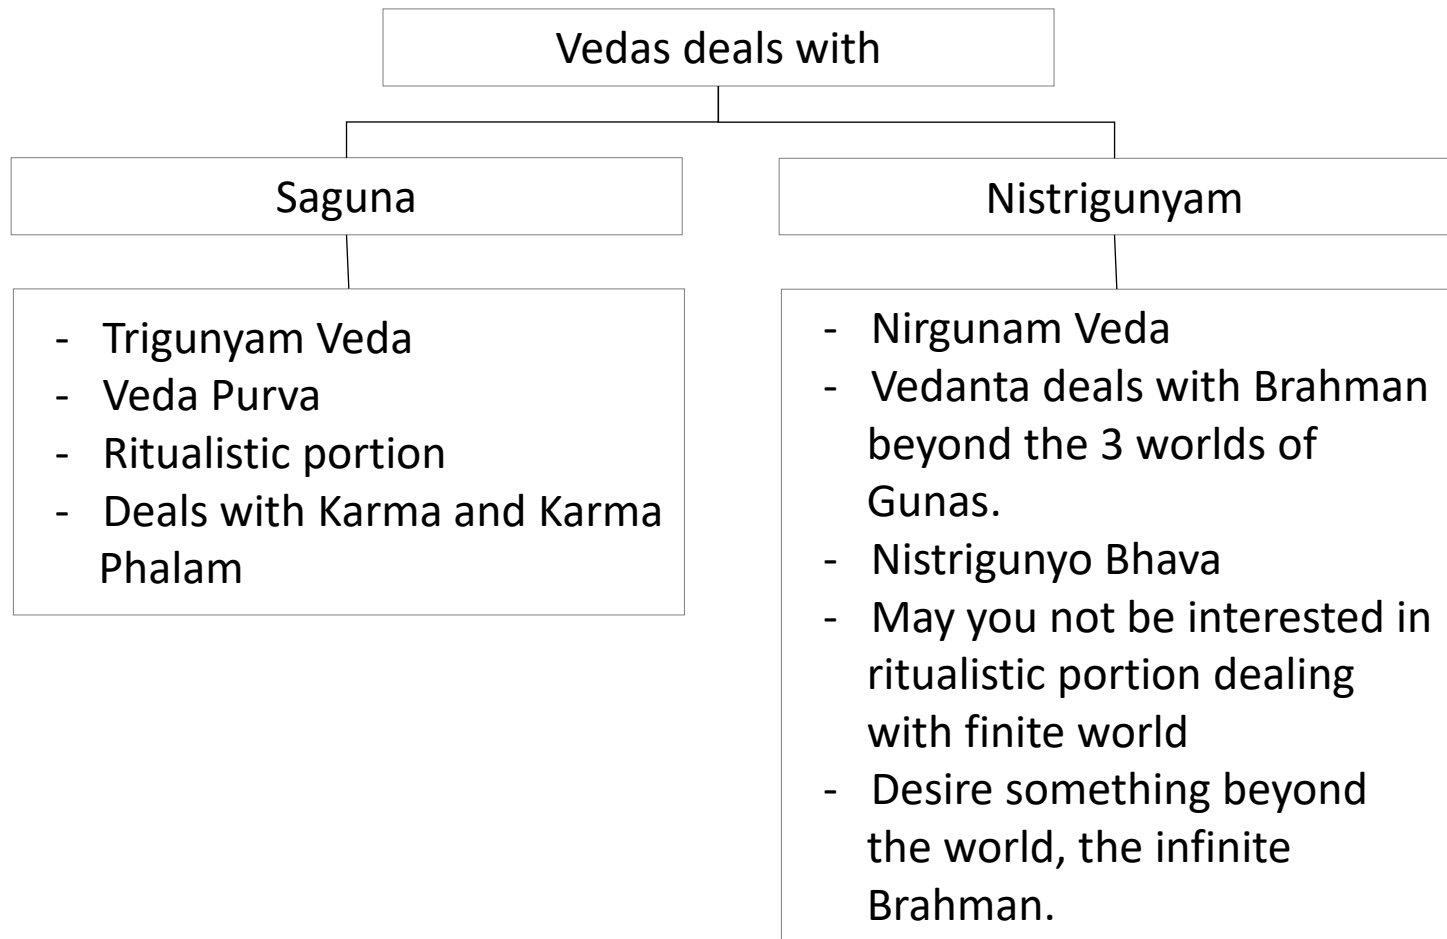 Vedas deals with
Saguna
Nistrigunyam
- Trigunyam Veda
- Veda Purva
- Ritualistic portion
- Deals with Karma and Karma
Phalam
- Nirgunam Veda
- Vedanta deals with Brahman
beyond the 3 worlds of
Gunas.
- Nistrigunyo Bhava
- May you not be interested in
ritualistic portion dealing
with finite world
- Desire something beyond
the world, the infinite
Brahman.